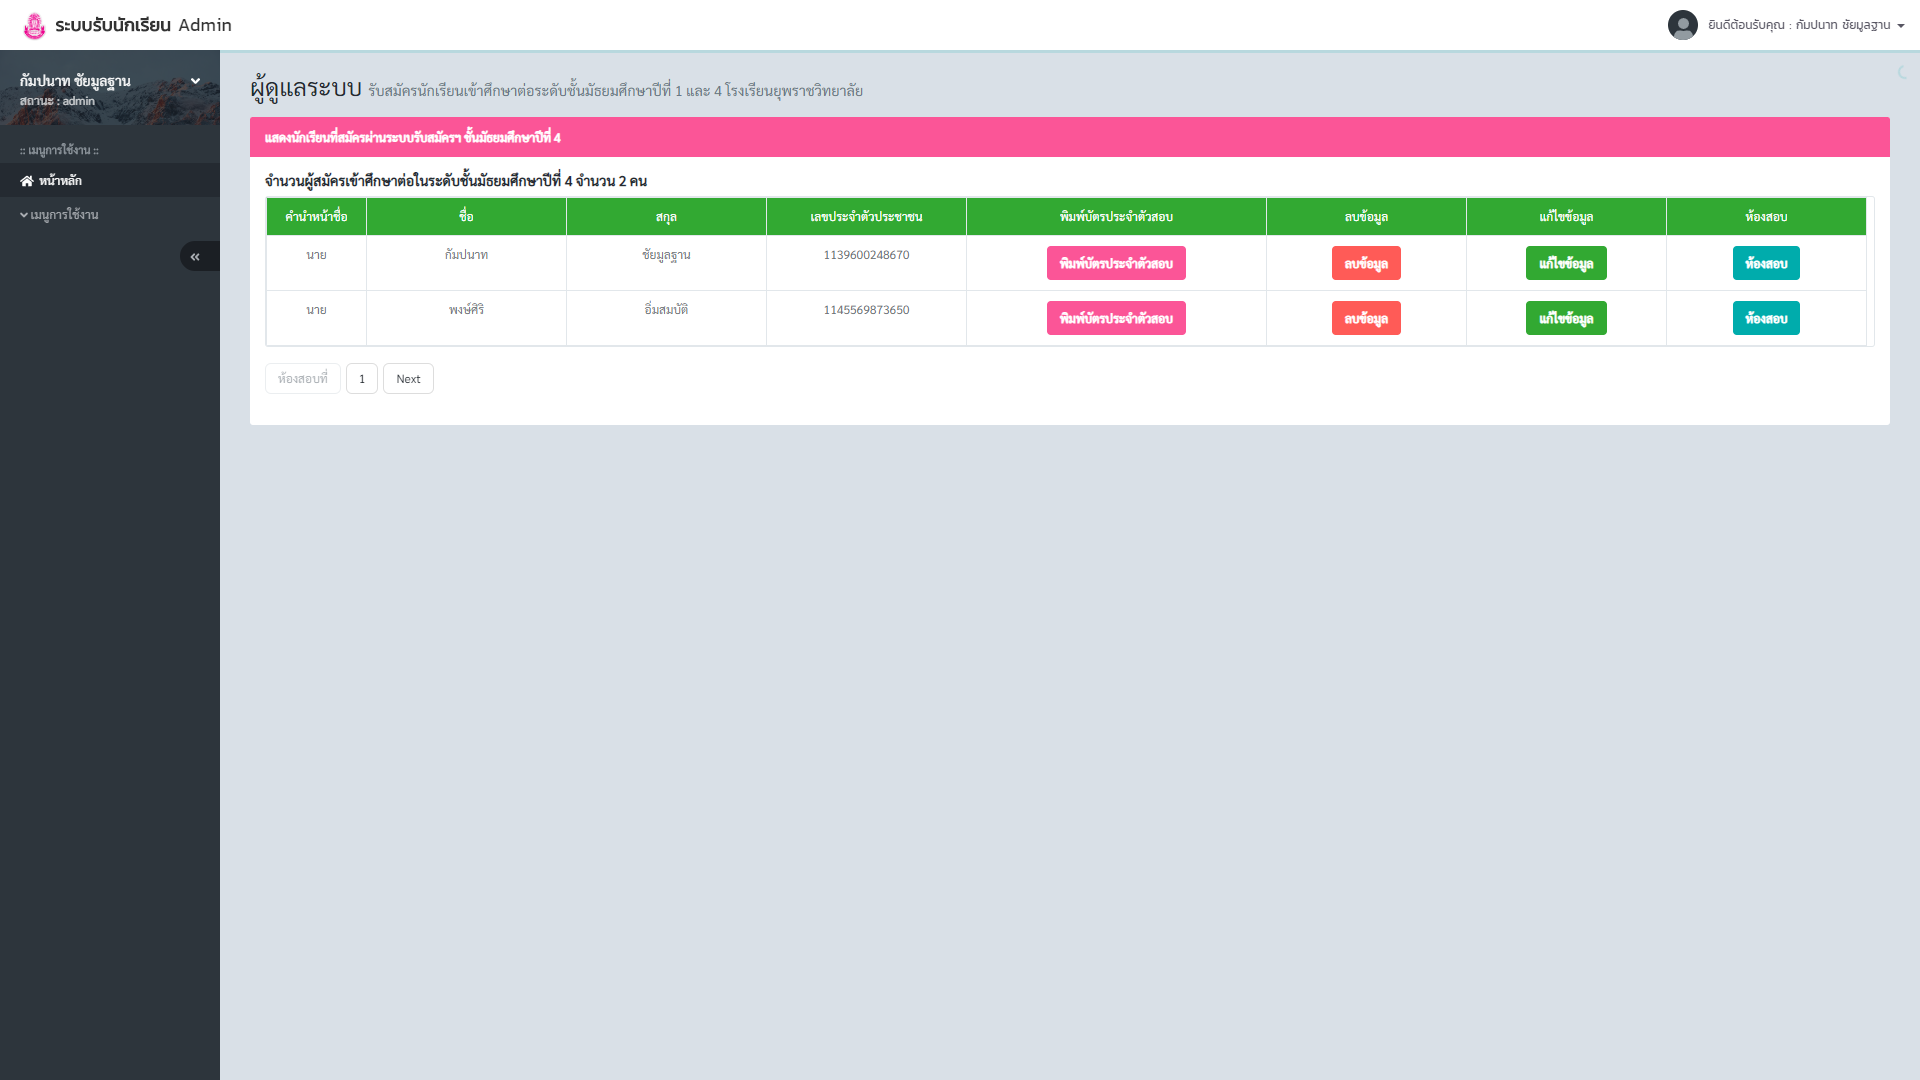 ระบบรับนักเรียน Admin
ยินดีต้อนรับคุณ : กัมปนาท ชัยมูลฐาน
กัมปนาท ชัยมูลฐาน
สถานะ : admin
:: เมนูการใช้งาน ::
หน้าหลัก
เมนูการใช้งาน
ผู้ดูแลระบบ รับสมัครนักเรียนเข้าศึกษาต่อระดับชั้นมัธยมศึกษาปีที่ 1 และ 4 โรงเรียนยุพราชวิทยาลัย
แสดงนักเรียนที่สมัครผ่านระบบรับสมัครฯ ชั้นมัธยมศึกษาปีที่ 4
จำนวนผู้สมัครเข้าศึกษาต่อในระดับชั้นมัธยมศึกษาปีที่ 4 จำนวน 2 คน
คำนำหน้าชื่อ ชื่อ สกุล เลขประจำตัวประชาชน พิมพ์บัตรประจำตัวสอบ ลบข้อมูล แก้ไขข้อมูล ห้องสอบ
นาย กัมปนาท ชัยมูลฐาน 1139600248670 พิมพ์บัตรประจำตัวสอบ ลบข้อมูล แก้ไขข้อมูล ห้องสอบ
นาย พงษ์ศิริ อิ่มสมบัติ 1145569873650 พิมพ์บัตรประจำตัวสอบ ลบข้อมูล แก้ไขข้อมูล ห้องสอบ
ห้องสอบที่ 1 Next